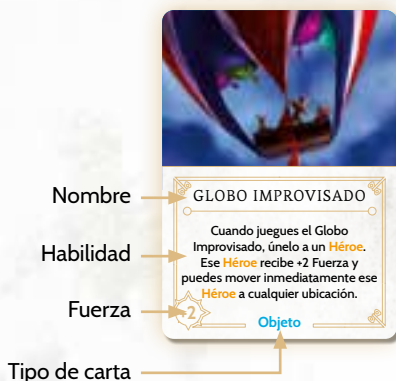 Nombre
GLOBO IMPROVISADO
Habilidad
Cuando juegues el Globo
Improvisado, únelo a un Héroe.
Ese Héroe recibe +2 Fuerza y
puedes mover inmediatamente ese
Héroe a cualquier ubicación.
Fuerza
+2
Objeto
Tipo de carta